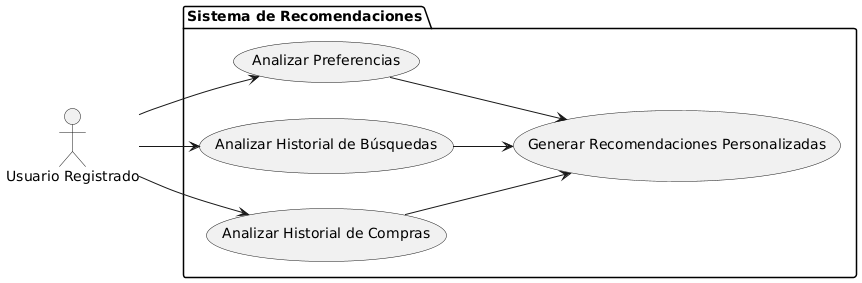 Sistema de Recomendaciones
Analizar Preferencias
Analizar Historial de Búsquedas
Generar Recomendaciones Personalizadas
Usuario Registrado
Analizar Historial de Compras